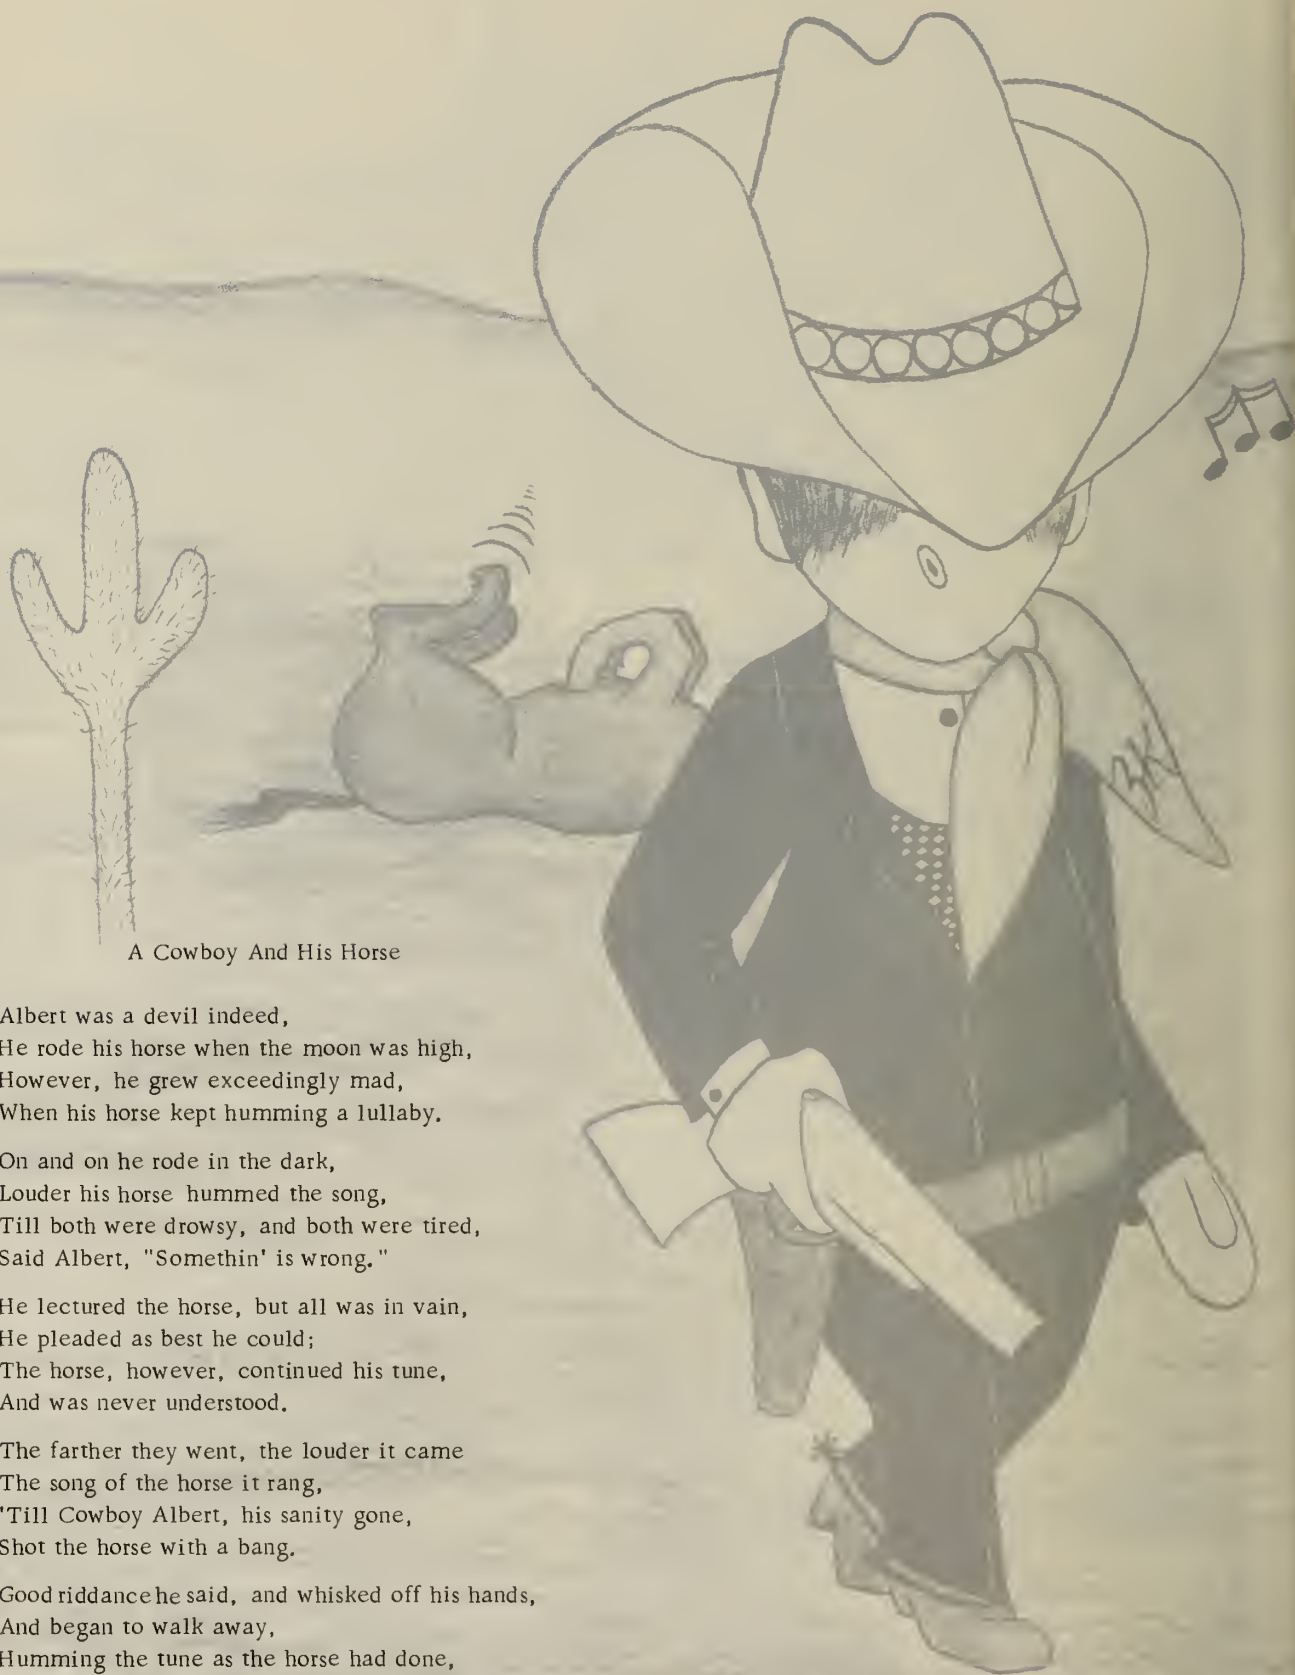 BK
A Cowboy And His Horse
Albert was a devil indeed,
He rode his horse when the moon was high,
However, he grew exceedingly mad,
When his horse kept humming a lullaby.
On and on he rode in the dark,
Louder his horse hummed the song,
Till both were drowsy, and both were tired,
Said Albert, "Somethin' is wrong."
He lectured the horse, but all was in vain,
He pleaded as best he could;
The horse, however, continued his tune,
And was never understood.
The farther they went, the louder it came
The song of the horse it rang,
'Till Cowboy Albert, his sanity gone,
Shot the horse with a bang.
Good riddance he said, and whisked off his hands,
And began to walk away,
Humming the tune as the horse had done,